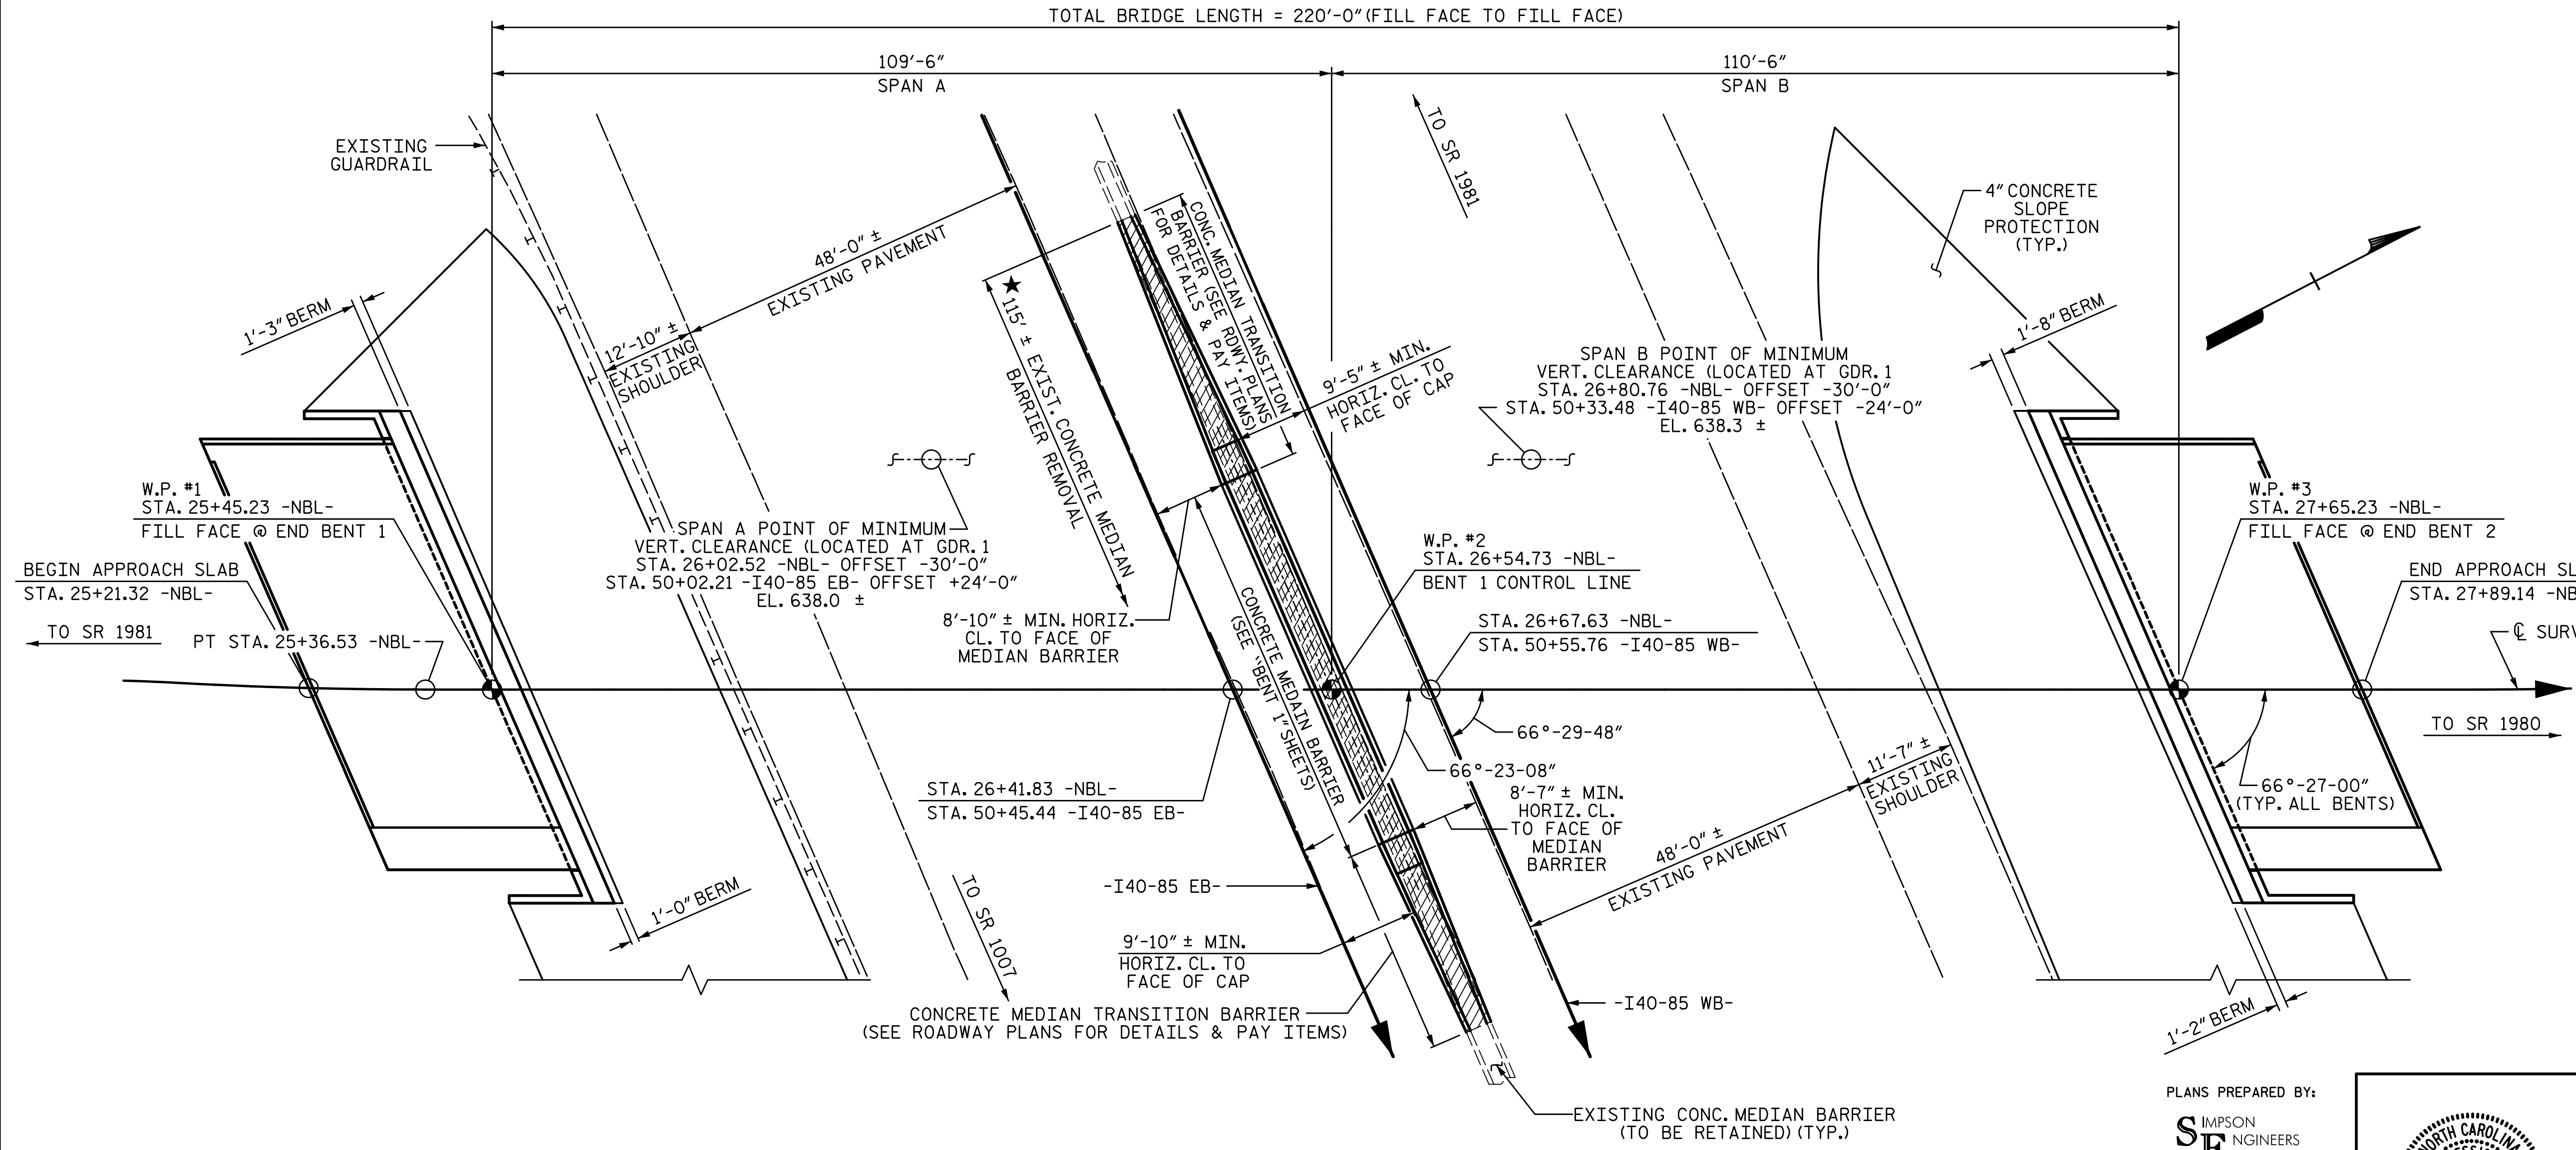 TOTAL BRIDGE LENGTH = 220'-0" (FILL FACE TO FILL FACE)
109'-6"
SPAN A
110'-6"
SPAN B
EXISTING
GUARDRAIL
TO SR 1981
4" CONCRETE
SLOPE
PROTECTION
(TYP.)
48'-0" ±
EXISTING PAVEMENT
12'-10" ±
EXISTING
SHOULDER
1'-3" BERM
★ 115' ± EXIST. CONCRETE MEDIAN
BARRIER REMOVAL
CONC. MEDIAN TRANSITION
BARRIER (SEE RDWY. PLANS
FOR DETAILS & PAY ITEMS)
9'-5" ± MIN.
HORIZ. CL. TO
FACE OF CAP
1'-8" BERM
SPAN B POINT OF MINIMUM
VERT. CLEARANCE (LOCATED AT GDR. 1
STA. 26+80.76 -NBL- OFFSET -30'-0"
STA. 50+33.48 -I40-85 WB- OFFSET -24'-0"
EL. 638.3 ±
W.P. #1
STA. 25+45.23 -NBL-
FILL FACE @ END BENT 1
SPAN A POINT OF MINIMUM
VERT. CLEARANCE (LOCATED AT GDR. 1
STA. 26+02.52 -NBL- OFFSET -30'-0"
STA. 50+02.21 -I40-85 EB- OFFSET +24'-0"
EL. 638.0 ±
W.P. #2
STA. 26+54.73 -NBL-
BENT 1 CONTROL LINE
W.P. #3
STA. 27+65.23 -NBL-
FILL FACE @ END BENT 2
BEGIN APPROACH SLAB
STA. 25+21.32 -NBL-
END APPROACH SL
STA. 27+89.14 -NB
TO SR 1981
PT STA. 25+36.53 -NBL-
8'-10" ± MIN. HORIZ.
CL. TO FACE OF
MEDIAN BARRIER
CONCRETE MEDAIN BARRIER
(SEE "BENT 1" SHEETS)
STA. 26+67.63 -NBL-
STA. 50+55.76 -I40-85 WB-
℄ SURV
TO SR 1980
66°-29-48"
66°-23-08"
66°-27-00"
(TYP. ALL BENTS)
STA. 26+41.83 -NBL-
STA. 50+45.44 -I40-85 EB-
8'-7" ± MIN.
HORIZ. CL.
TO FACE OF
MEDIAN
BARRIER
11'-7" ±
EXISTING
SHOULDER
48'-0" ±
EXISTING PAVEMENT
-I40-85 EB-
1'-0" BERM
TO SR 1007
9'-10" ± MIN.
HORIZ. CL. TO
FACE OF CAP
-I40-85 WB-
CONCRETE MEDIAN TRANSITION BARRIER
(SEE ROADWAY PLANS FOR DETAILS & PAY ITEMS)
1'-2" BERM
EXISTING CONC. MEDIAN BARRIER
(TO BE RETAINED) (TYP.)
PLANS PREPARED BY:
SIMPSON
ENGINEERS
NORTH CAROLINA